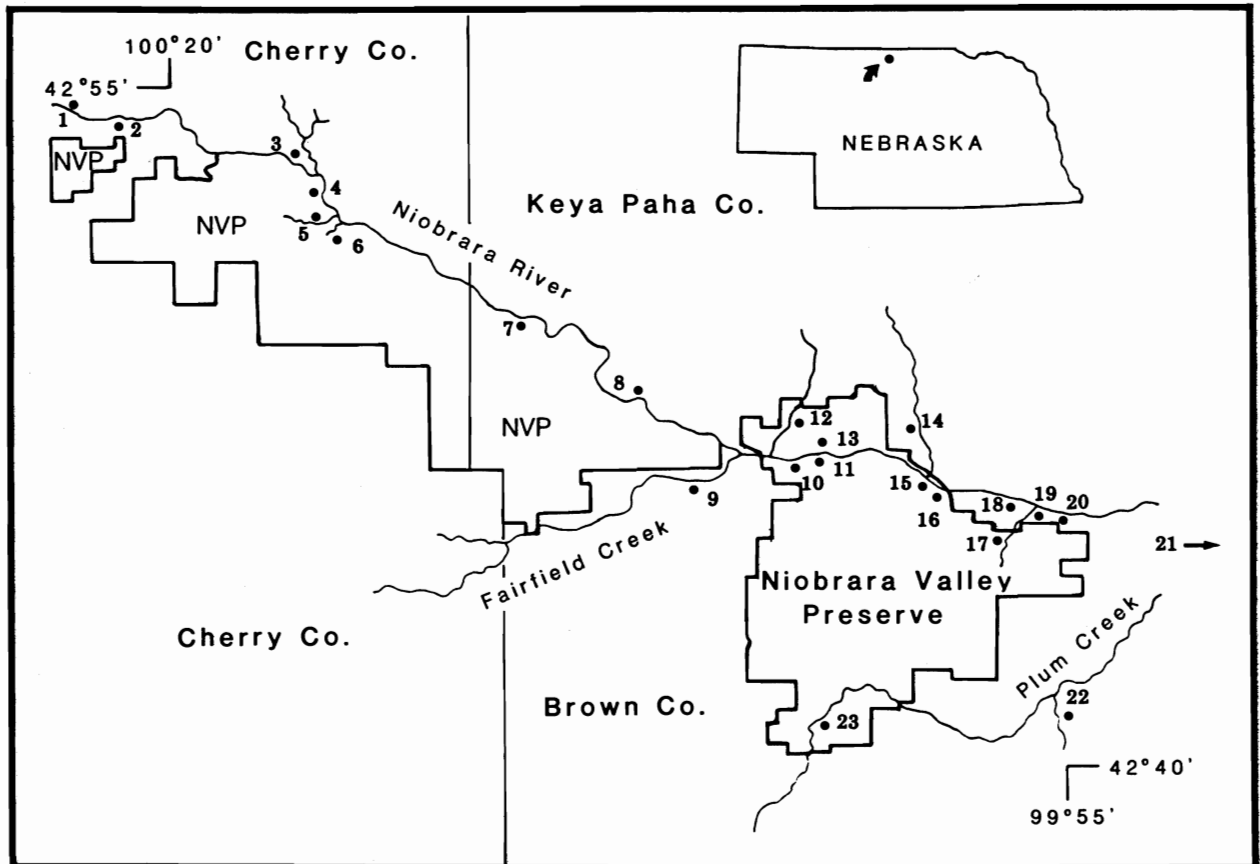 100°20'
Cherry Co.
42°55'
1
2
NVP
3
4
NVP
5
6
Niobrara River
NEBRASKA
Keya Paha Co.
7
8
NVP
12
13
14
10
11
9
15
16
18
19
20
17
21
Fairfield Creek
Niobrara Valley
Preserve
Cherry Co.
Plum Creek
Brown Co.
22
23
42°40'
99°55'